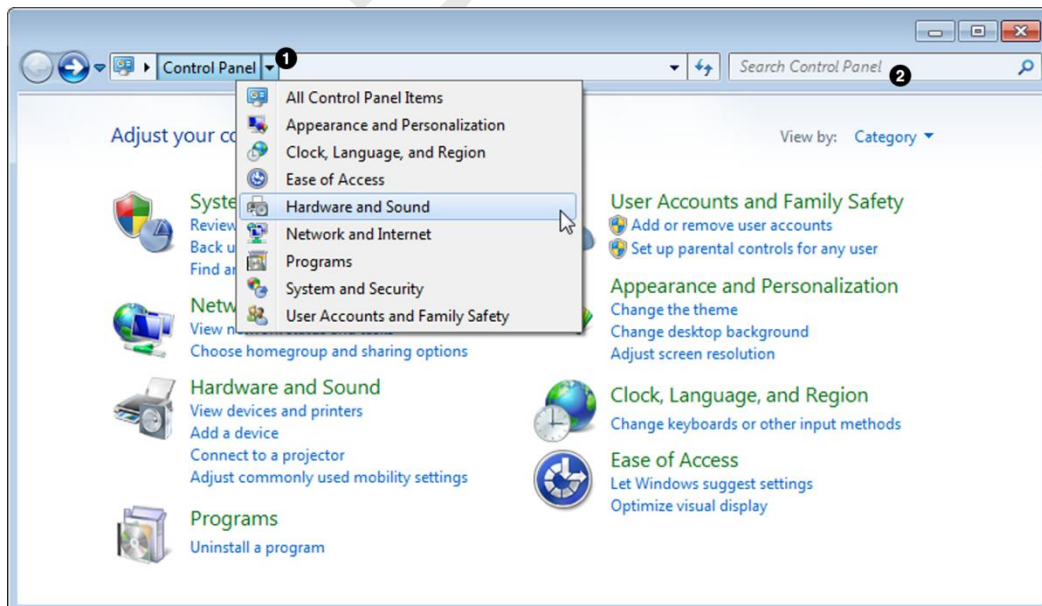 Control Panel
1
Search Control Panel
2
All Control Panel Items
Appearance and Personalization
Clock, Language, and Region
Ease of Access
Hardware and Sound
Network and Internet
Programs
System and Security
User Accounts and Family Safety
Adjust your co
View by: Category
Syste
Review
Back u
Find a
Netw
View n
Choose homegroup and sharing options
Hardware and Sound
View devices and printers
Add a device
Connect to a projector
Adjust commonly used mobility settings
Programs
Uninstall a program
User Accounts and Family Safety
Add or remove user accounts
Set up parental controls for any user
Appearance and Personalization
Change the theme
Change desktop background
Adjust screen resolution
Clock, Language, and Region
Change keyboards or other input methods
Ease of Access
Let Windows suggest settings
Optimize visual display